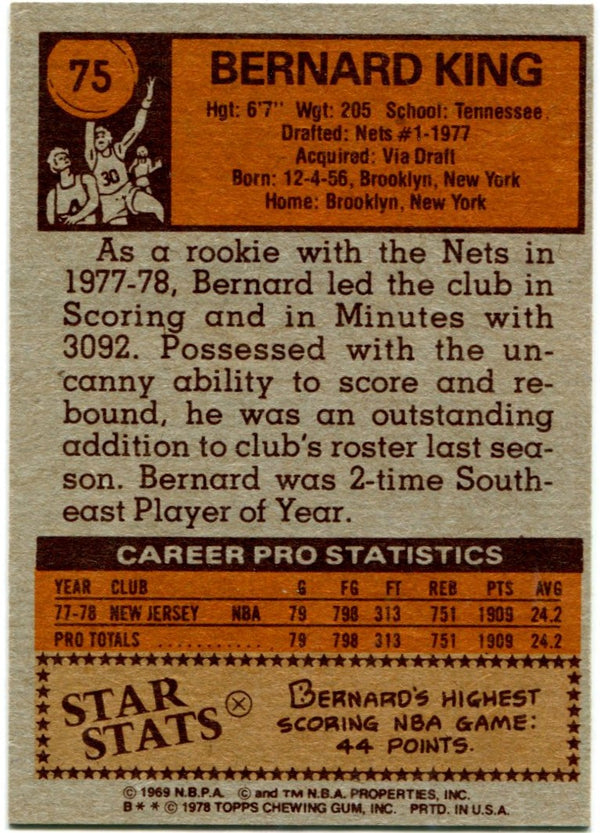 75
BERNARD KING
Hgt: 6'7" Wgt: 205 School: Tennessee
Drafted: Nets #1-1977
Acquired: Via Draft
Born: 12-4-56, Brooklyn, New York
Home: Brooklyn, New York
30
4
As a rookie with the Nets in
1977-78, Bernard led the club in
Scoring and in Minutes with
3092. Possessed with the un-
canny ability to score and re-
bound, he was an outstanding
addition to club's roster last sea-
son. Bernard was 2-time South-
east Player of Year.
CAREER PRO STATISTICS
YEAR CLUB G FG FT REB PTS AVG
77-78 NEW JERSEY NBA 79 798 313 751 1909 24.2
PRO TOTALS ........... 79 798 313 751 1909 24.2
STAR
STATS
BERNARD'S HIGHEST
SCORING NBA GAME:
44 POINTS.
© 1969 N.B.P.A. © and TM N.B.A. PROPERTIES, INC.
B** © 1978 TOPPS CHEWING GUM, INC. PRTD. IN U.S.A.